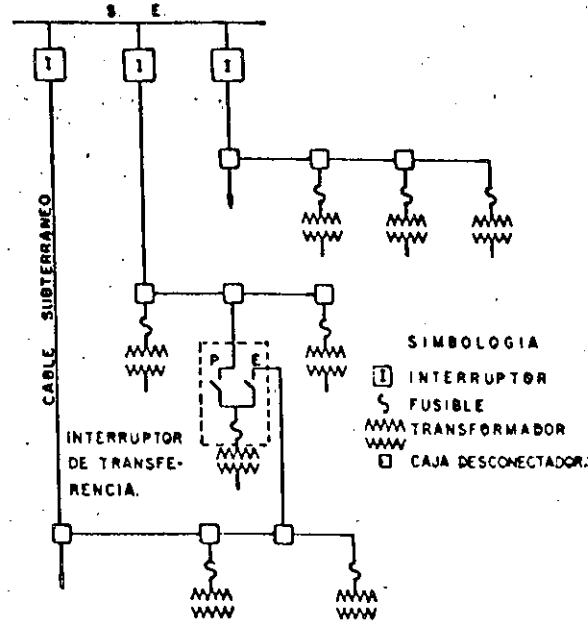 S. E.
I
I
I
CABLE SUBTERRANEO
P
E
INTERRUPTOR
DE TRANSFE-
RENCIA.
SIMBOLOGIA
I INTERRUPTOR
FUSIBLE
TRANSFORMADOR
CAJA DESCONECTADORA